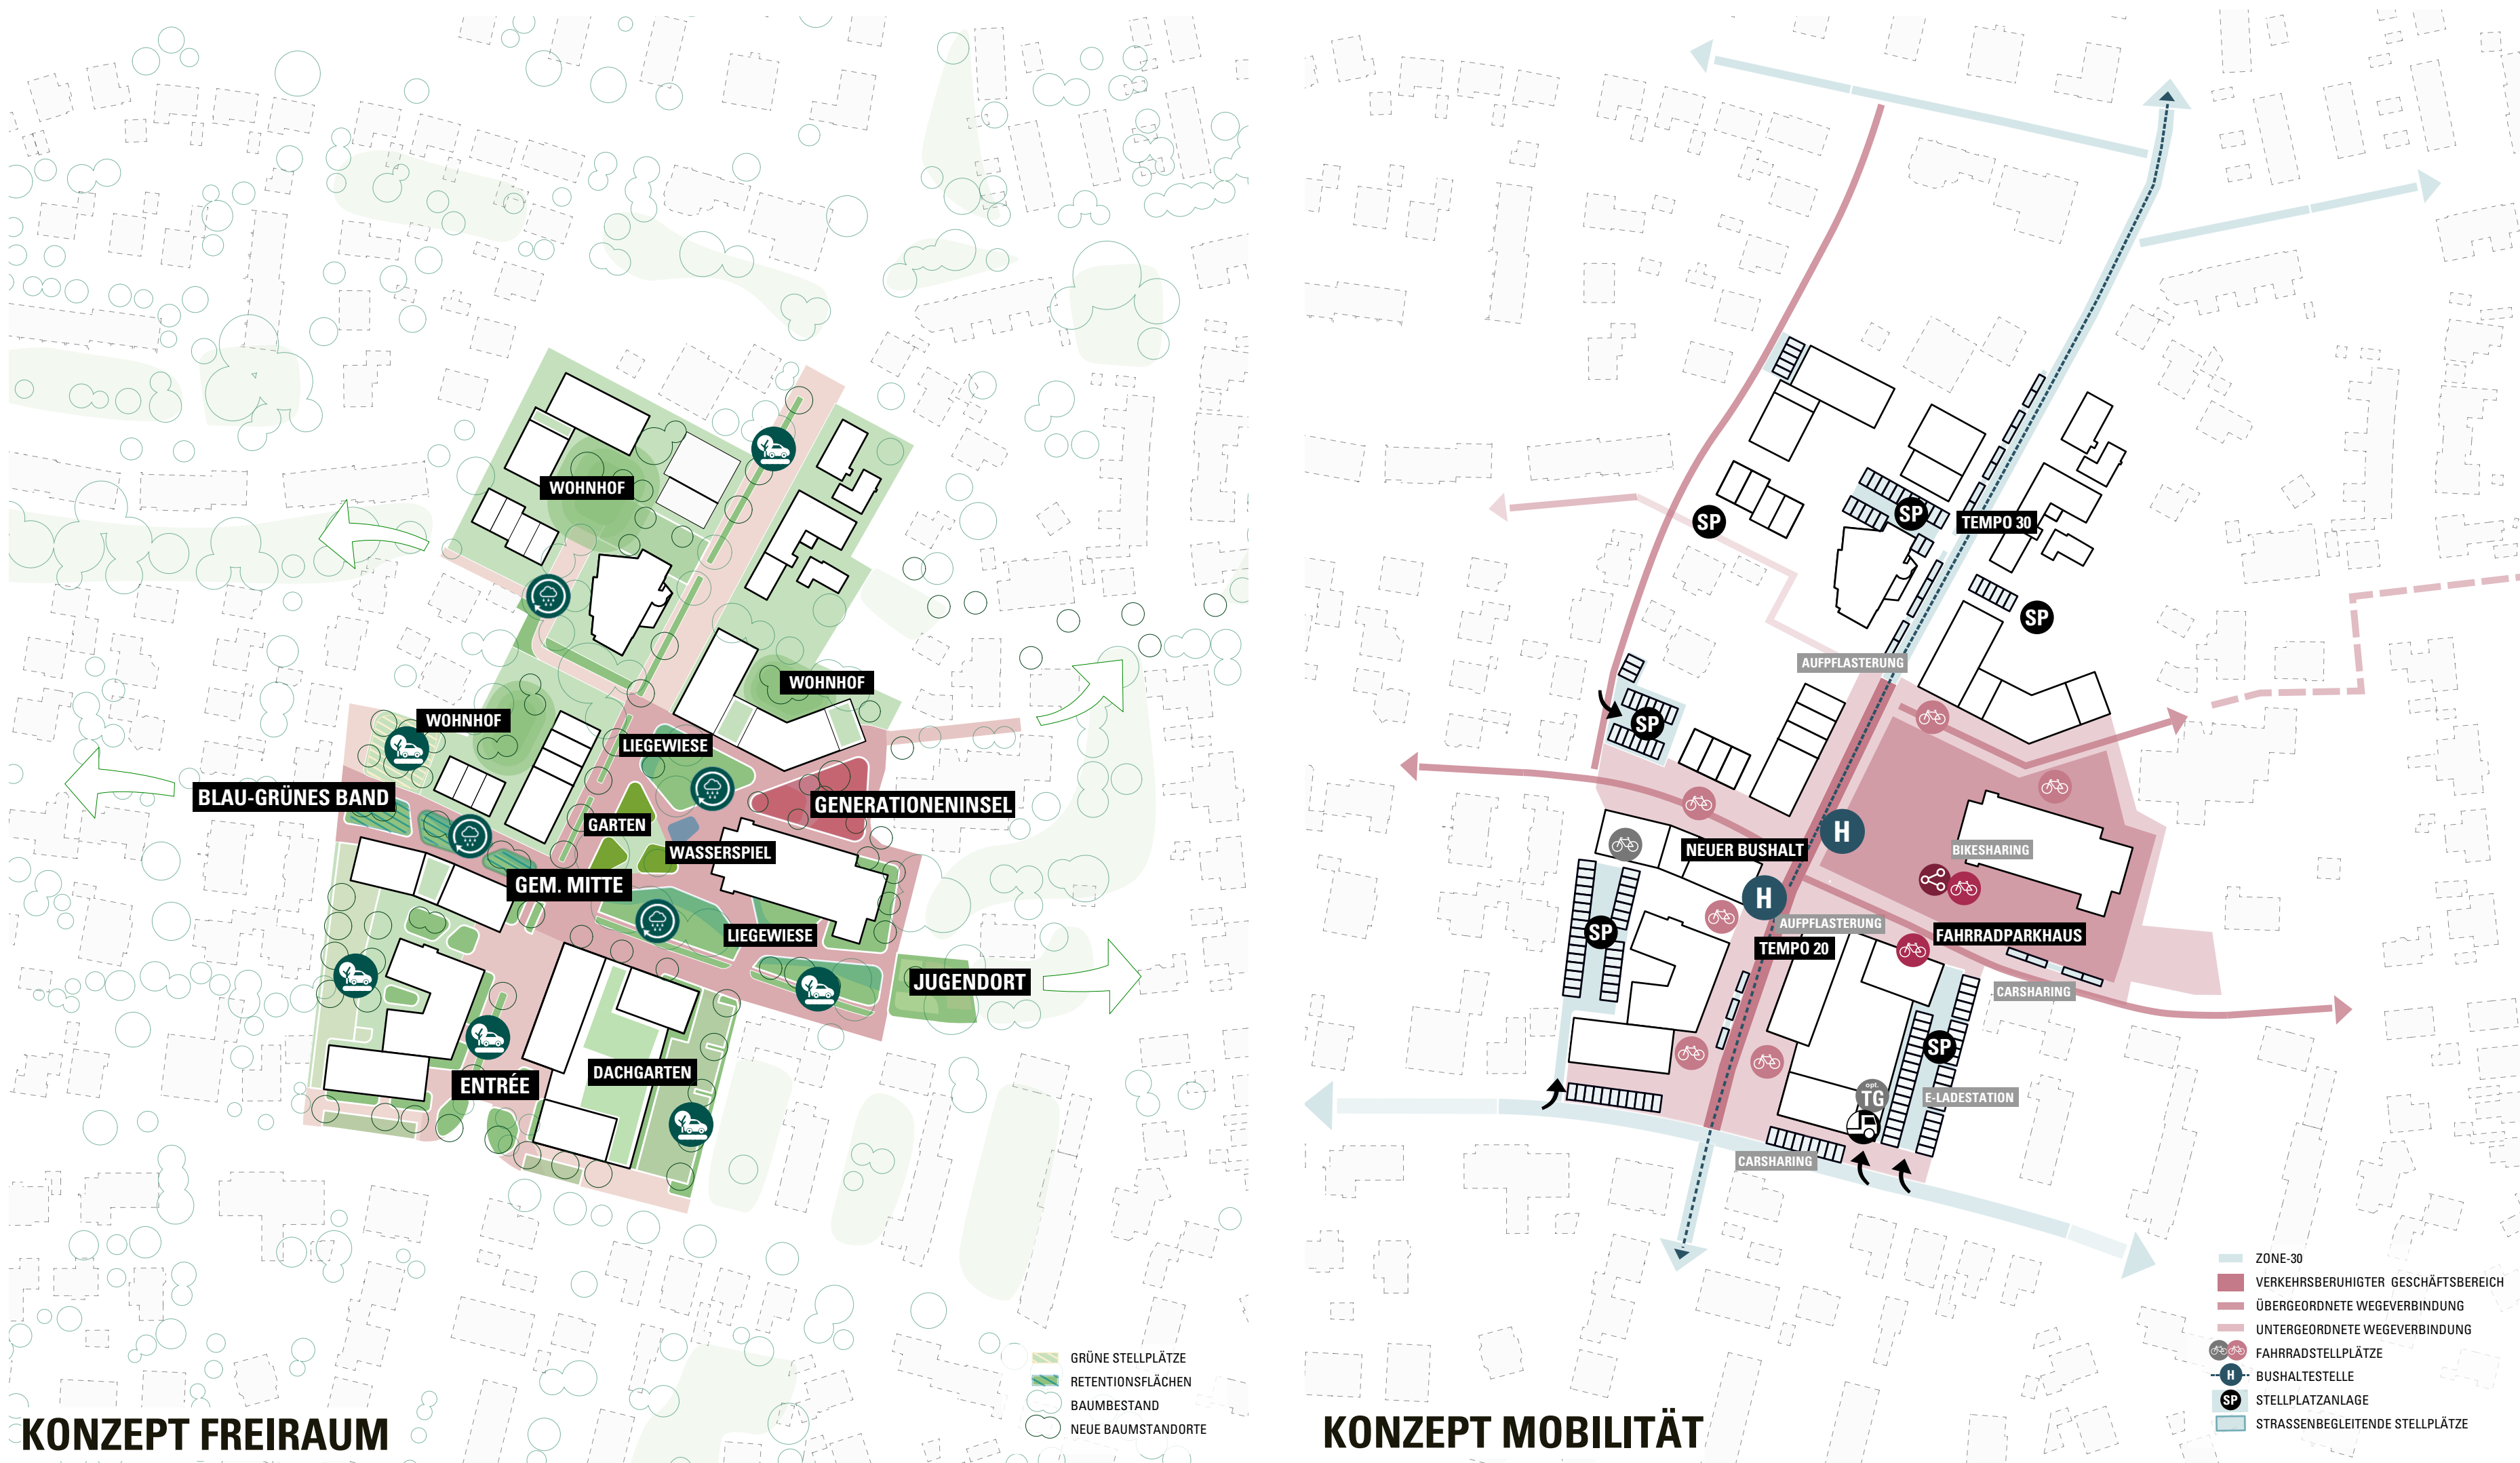 WOHNHOF
WOHNHOF
WOHNHOF
LIEGEWIESE
BLAU-GRÜNES BAND
GENERATIONENINSEL
GARTEN
WASSERSPIEL
GEM. MITTE
LIEGEWIESE
JUGENDORT
DACHGARTEN
ENTRÉE
GRÜNE STELLPLÄTZE
RETENTIONSFLÄCHEN
BAUMBESTAND
NEUE BAUMSTANDORTE
KONZEPT FREIRAUM
SP
SP
TEMPO 30
SP
AUFPFLASTERUNG
SP
H
NEUER BUSHALT
BIKESHARING
H
AUFPFLASTERUNG
SP
FAHRRADPARKHAUS
TEMPO 20
CARSHARING
SP
opt.
TG
E-LADESTATION
CARSHARING
ZONE-30
VERKEHRSBERUHIGTER GESCHÄFTSBEREICH
ÜBERGEORDNETE WEGEVERBINDUNG
UNTERGEORDNETE WEGEVERBINDUNG
FAHRRADSTELLPLÄTZE
H BUSHALTESTELLE
SP STELLPLATZANLAGE
STRASSENBEGLEITENDE STELLPLÄTZE
KONZEPT MOBILITÄT